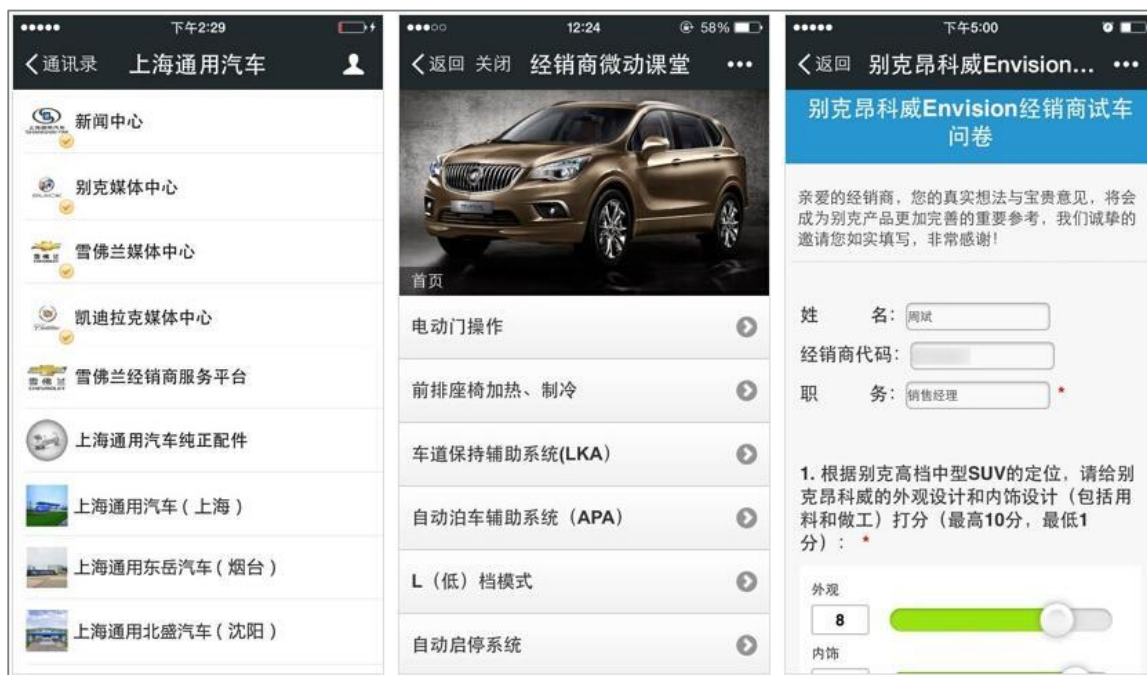 下午2:29
通讯录 上海通用汽车
新闻中心
别克媒体中心
雪佛兰媒体中心
凯迪拉克媒体中心
雪佛兰经销商服务平台
上海通用汽车纯正配件
上海通用汽车(上海)
上海通用东岳汽车(烟台)
上海通用北盛汽车(沈阳)
12:24 58%
返回 关闭 经销商微动课堂
首页
电动门操作
前排座椅加热、制冷
车道保持辅助系统(LKA)
自动泊车辅助系统(APA)
L(低)档模式
自动启停系统
下午5:00
返回 别克昂科威Envision...
别克昂科威Envision经销商试车
问卷
亲爱的经销商,您的真实想法与宝贵意见,将会
成为别克产品更加完善的重要参考,我们诚挚的
邀请您如实填写,非常感谢!
姓 名: 周斌
经销商代码:
职 务: 销售经理 *
1. 根据别克高档中型SUV的定位,请给别
克昂科威的外观设计和内饰设计(包括用
料和做工)打分(最高10分,最低1
分): *
外观
8
内饰